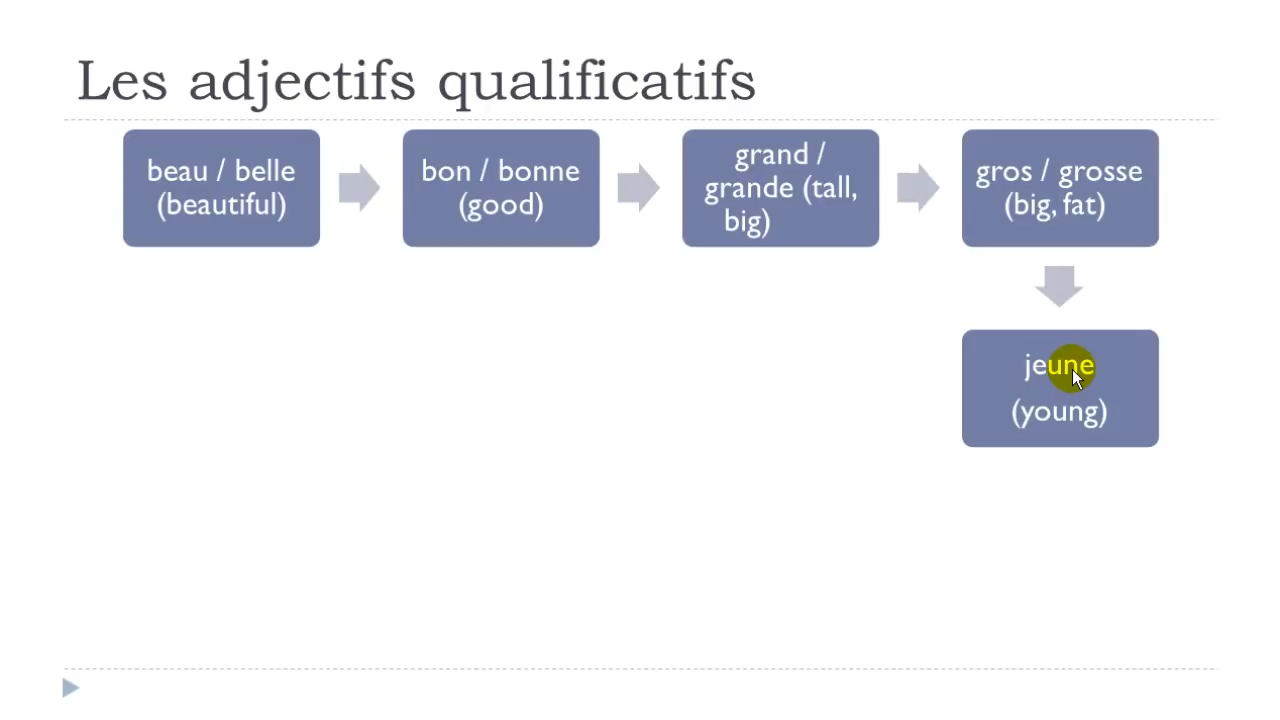 Les adjectifs qualificatifs
beau / belle
(beautiful)
bon / bonne
(good)
grand /
grande (tall,
big)
gros / grosse
(big, fat)
jeune
(young)